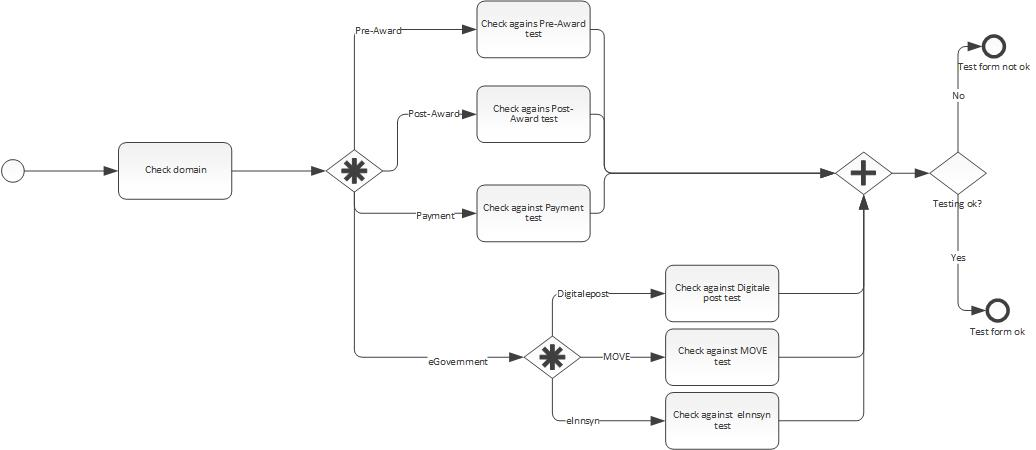 Pre-Award
Check agains Pre-Award
test
Test form not ok
No
Post-Award
Check agains Post-
Award test
Check domain
Testing ok?
Payment
Check against Payment
test
Yes
Digitalepost
Check against Digitale
post test
Test form ok
eGovernment
MOVE
Check against MOVE
test
eInnsyn
Check against eInnsyn
test